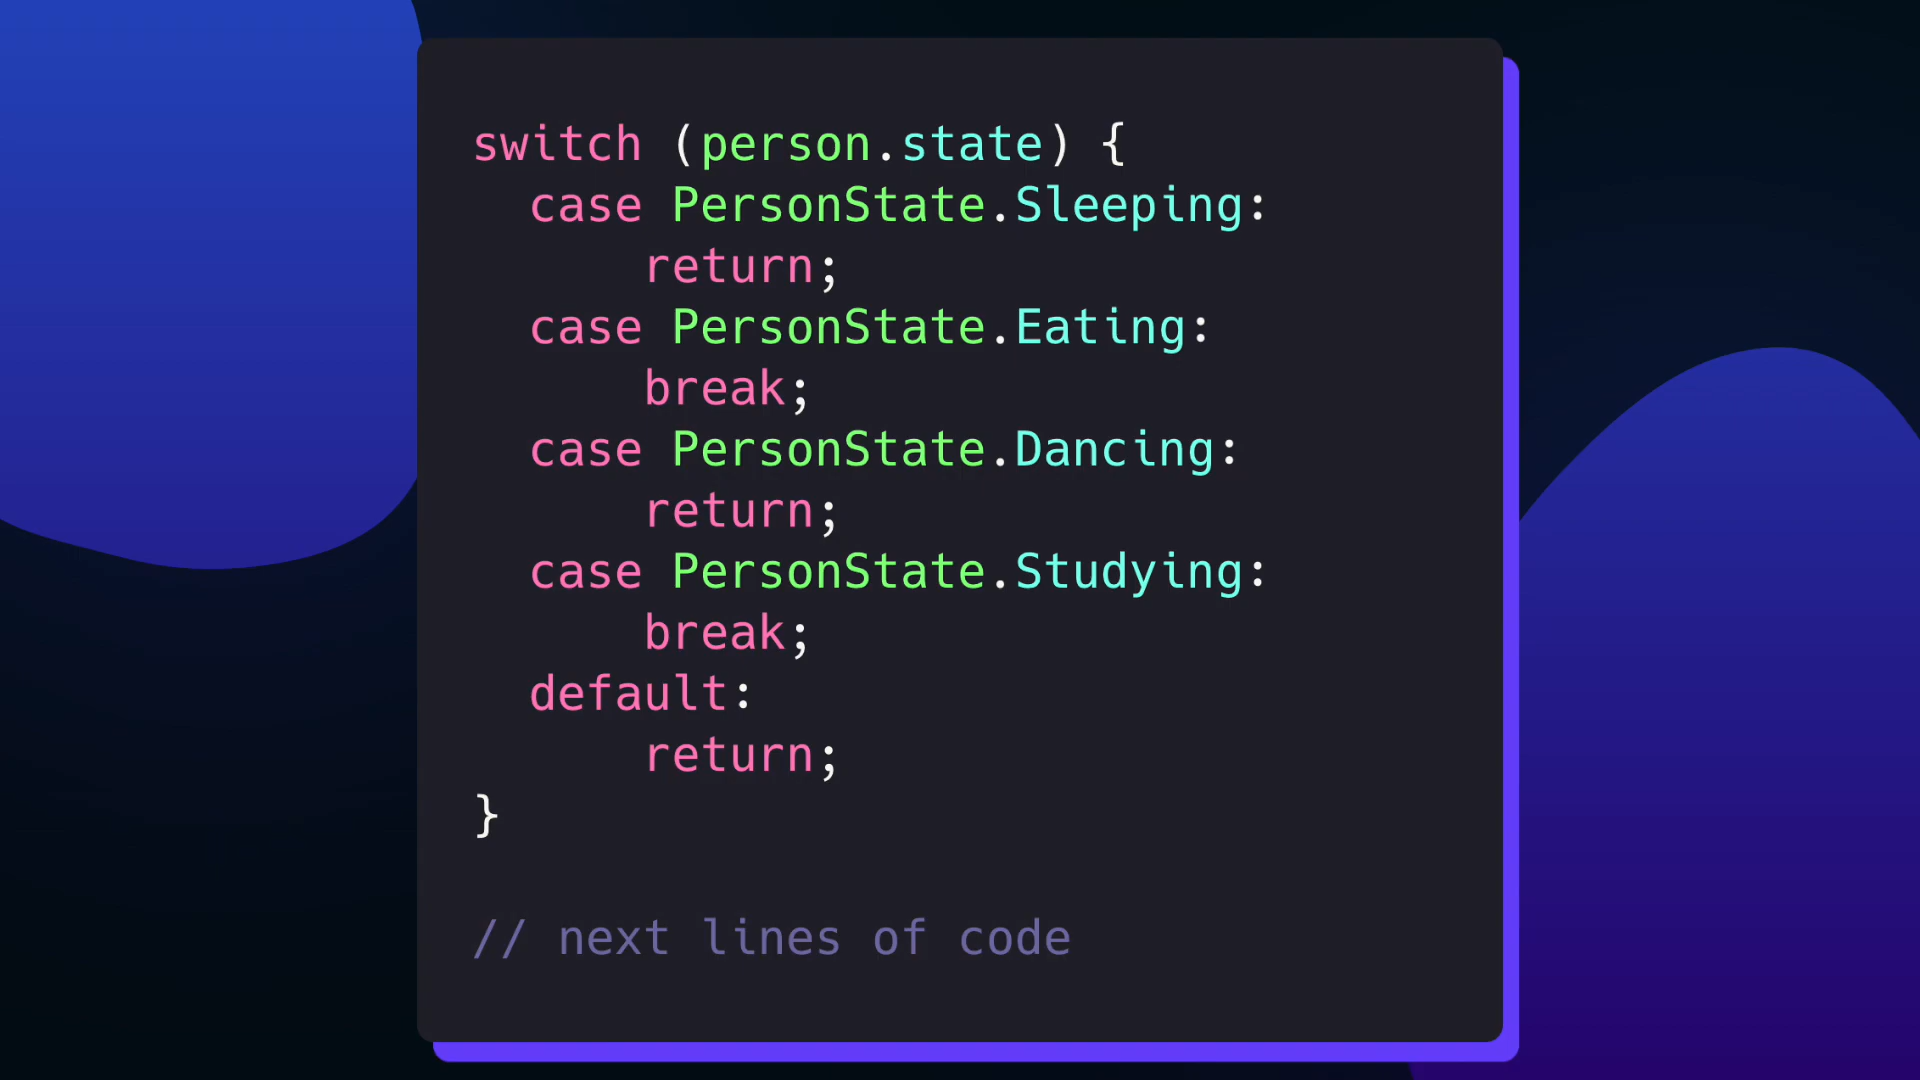 switch (person.state) {
  case PersonState.Sleeping:
      return;
  case PersonState.Eating:
      break;
  case PersonState.Dancing:
      return;
  case PersonState.Studying:
      break;
  default:
      return;
}
// next lines of code